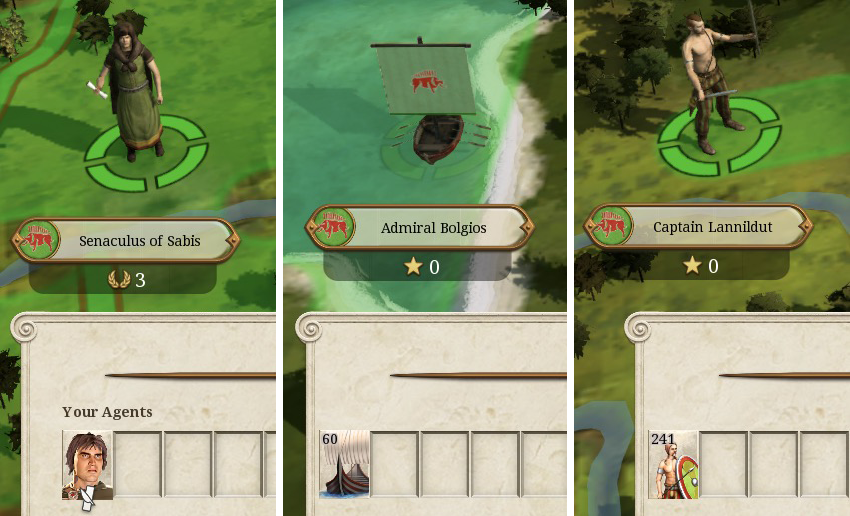 Senaculus of Sabis
3
Your Agents
Admiral Bolgios
0
60
Captain Lannildut
0
241